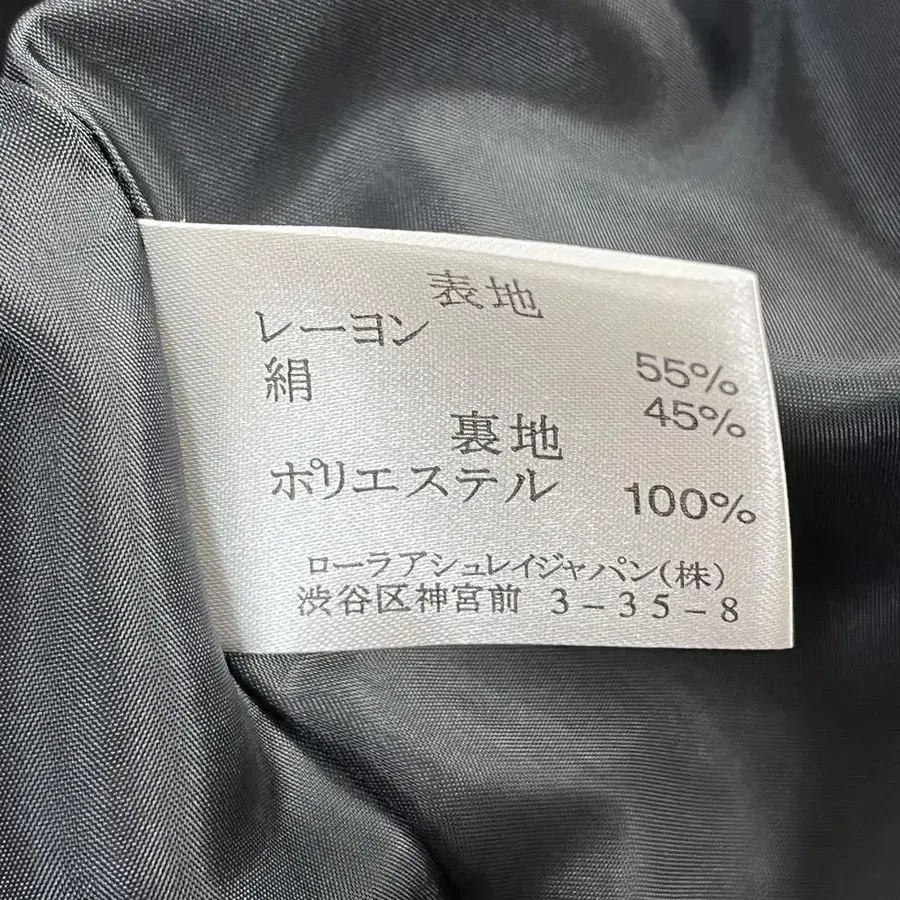 表地
レーヨン 55%
絹 45%
裏地
ポリエステル 100%
ローラアシュレイジャパン(株)
渋谷区神宮前 3-35-8